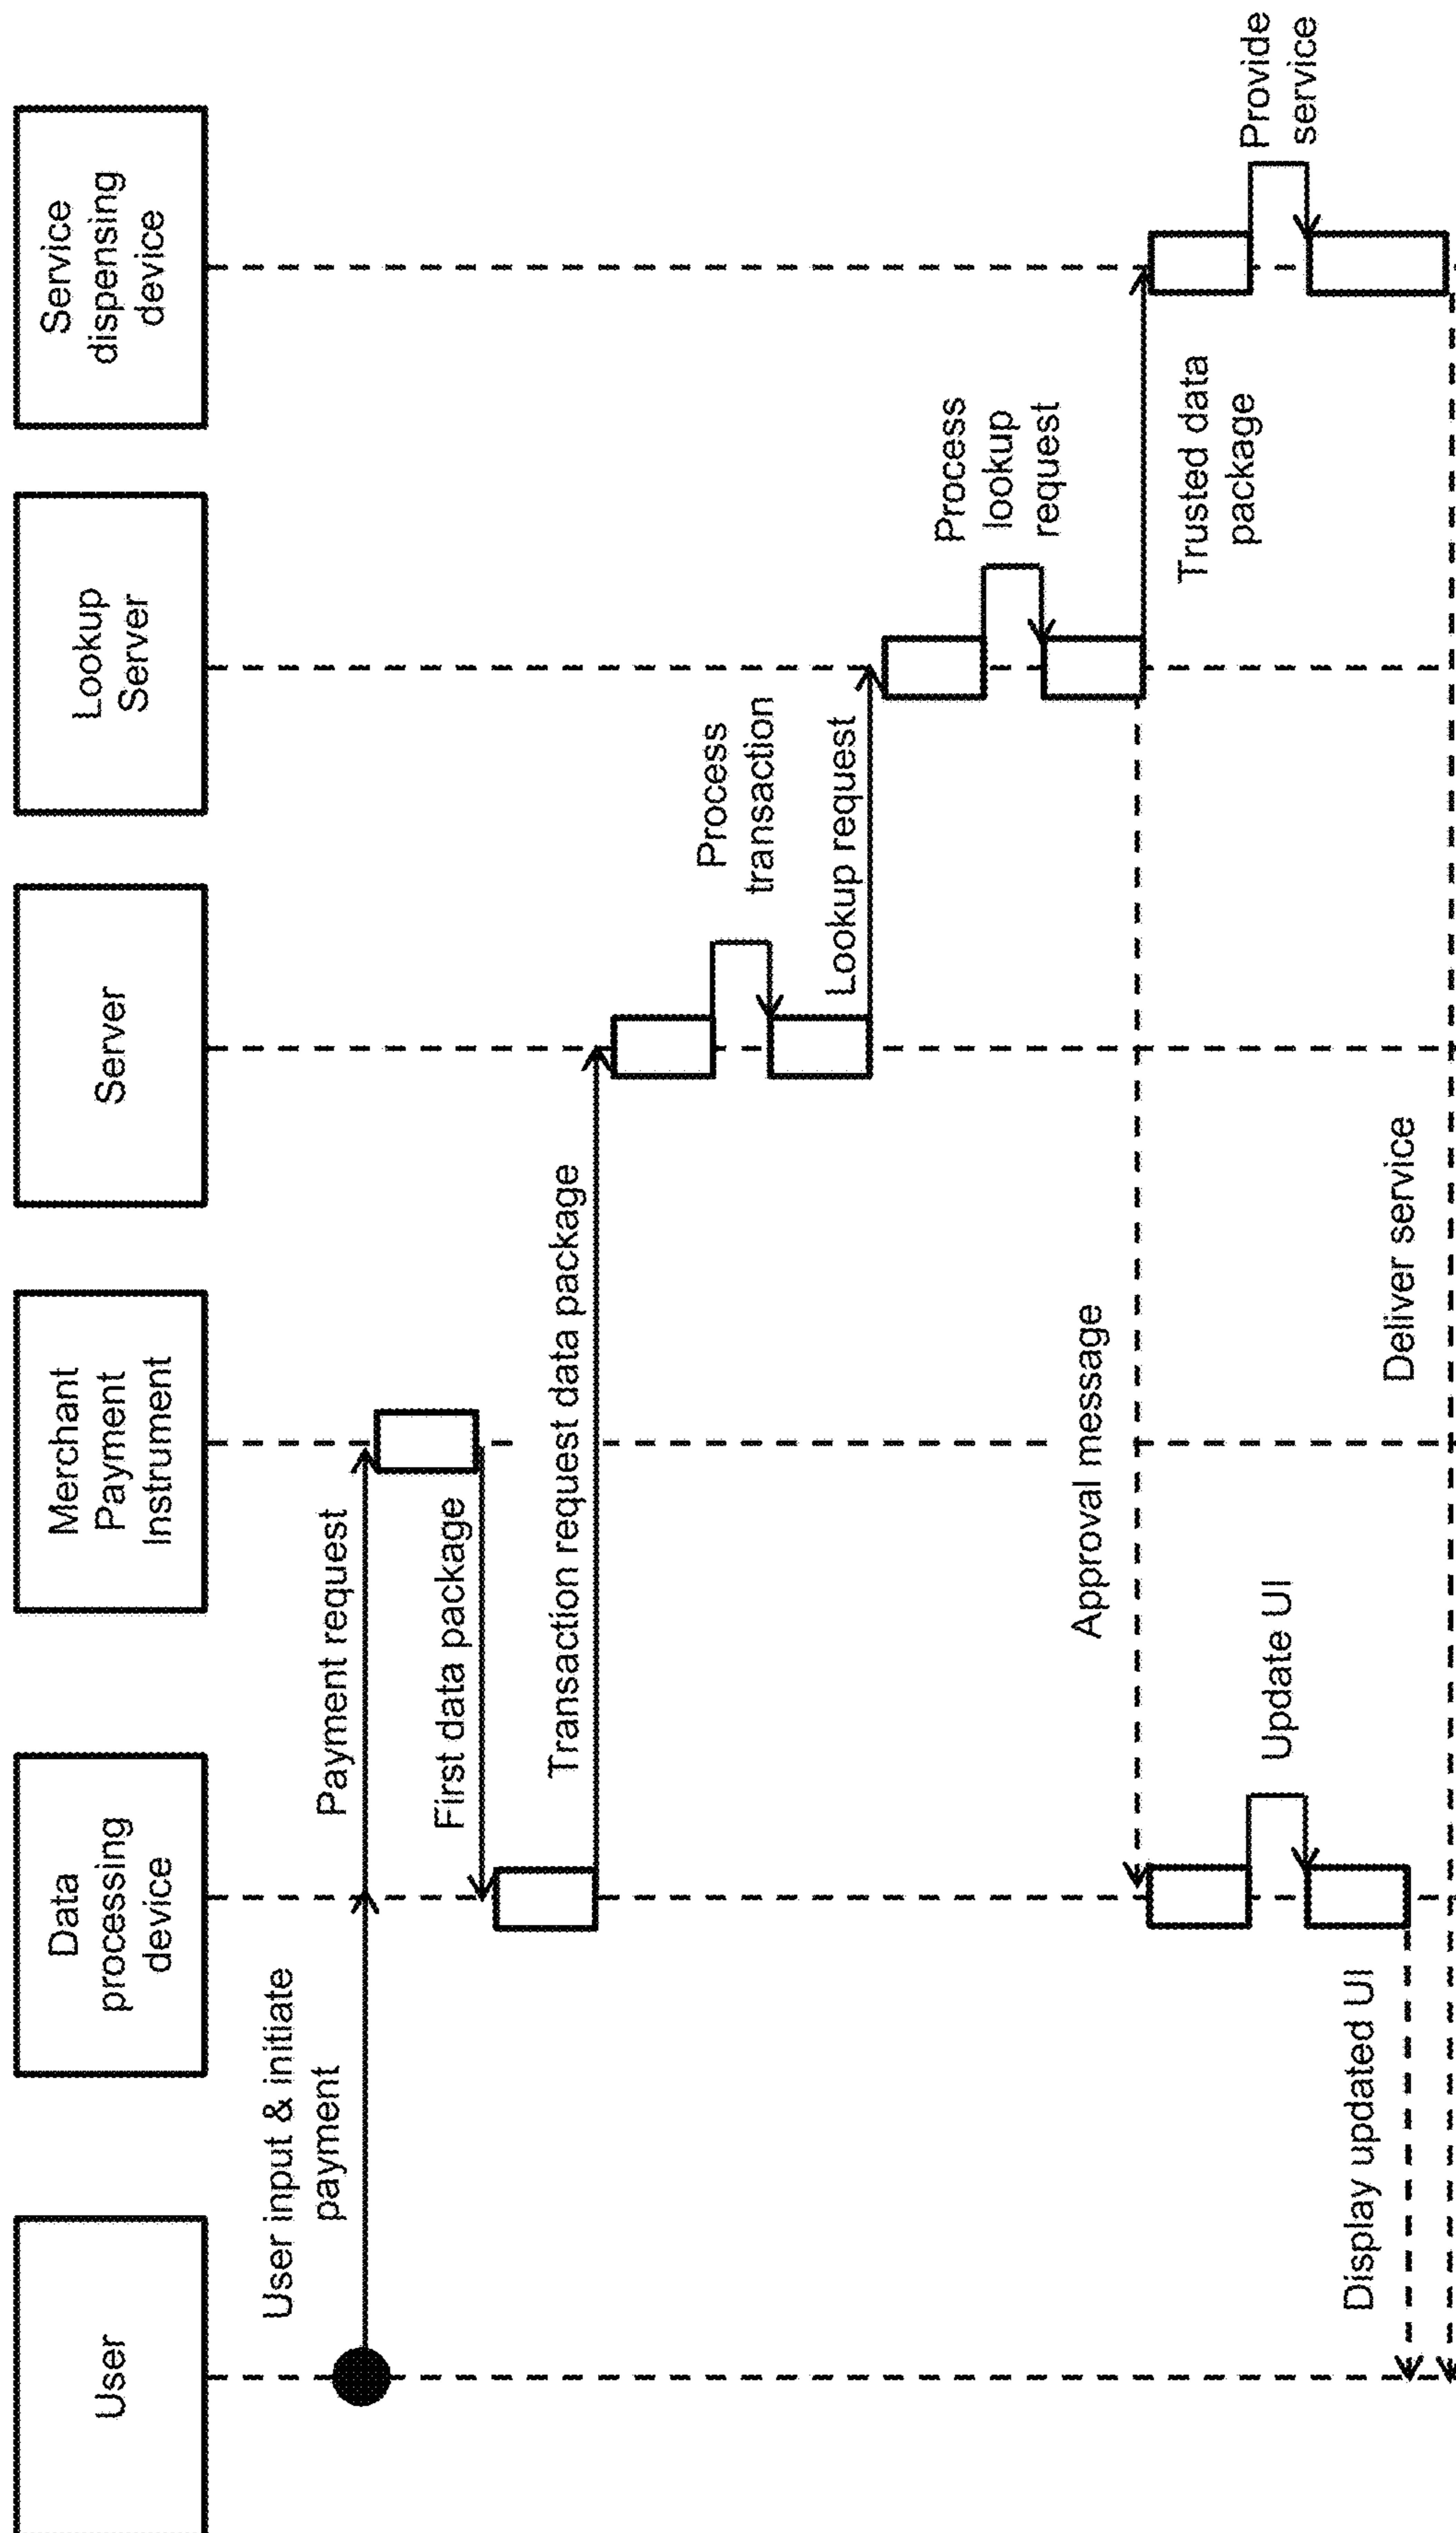 User
Data
processing
device
Merchant
Payment
Instrument
Server
Lookup
Server
Service
dispensing
device
User input & initiate
payment
Payment request
First data package
Transaction request data package
Process
transaction
Lookup request
Process
lookup
request
Approval message
Trusted data
package
Update UI
Provide
service
Display updated UI
Deliver service